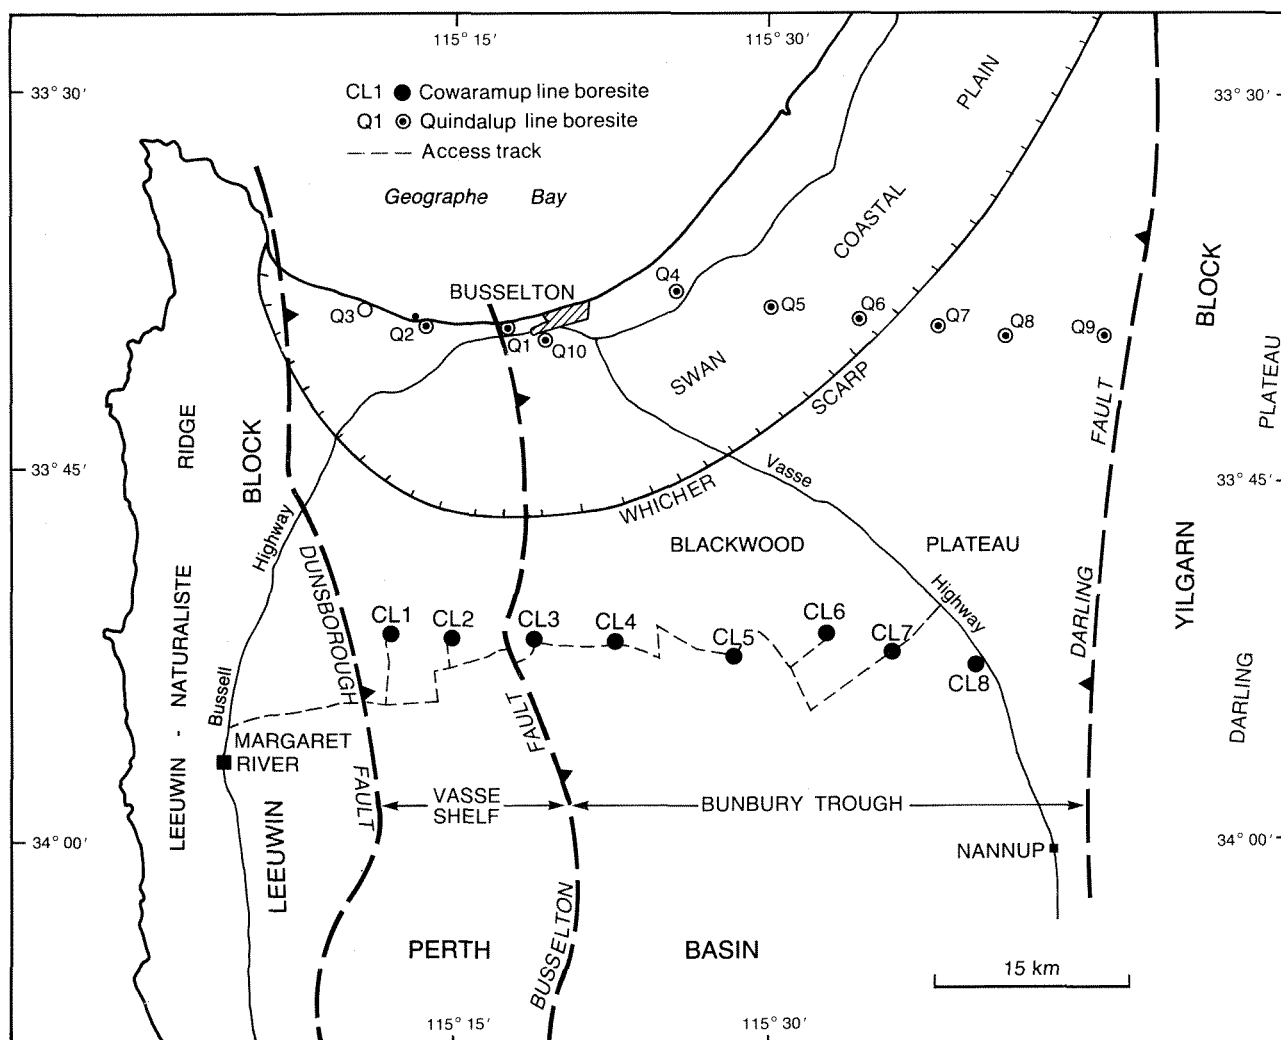 115° 15'
115° 30'
33° 30'
33° 30'
CL1 Cowaramup line boresite
Q1 Quindalup line boresite
Access track
Geographe Bay
PLAIN
COASTAL
SWAN
BUSSELTON
Q4
Q5
Q6
Q7
Q8
Q9
Q3
Q2
Q1
Q10
BLOCK
PLATEAU
SCARP
FAULT
RIDGE
BLOCK
33° 45'
33° 45'
Vasse
WHICHER
Highway
BLACKWOOD PLATEAU
YILGARN
DUNSBOROUGH
NATURALISTE
Highway
DARLING
CL1
CL2
CL3
CL4
CL5
CL6
CL7
CL8
Bussell
DARLING
FAULT
MARGARET
RIVER
LEEUWIN -
FAULT
VASSE
SHELF
BUNBURY TROUGH
34° 00'
34° 00'
NANNUP
LEEUWIN
BUSSELTON
PERTH BASIN
15 km
115° 15'
115° 30'